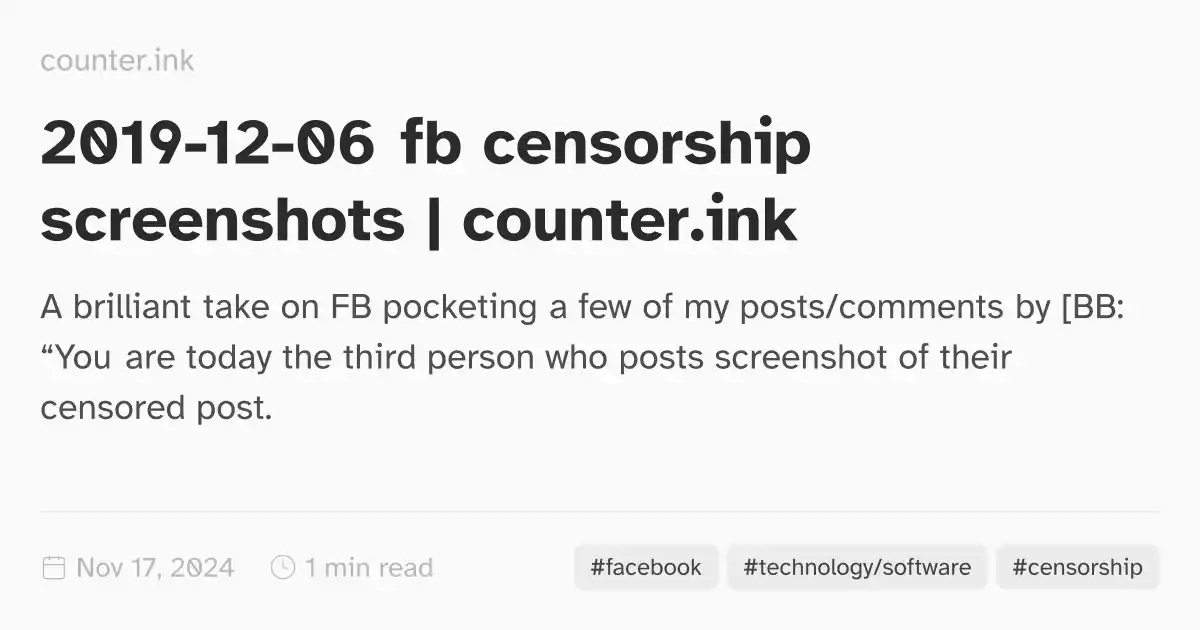 counter.ink
2019-12-06 fb censorship
screenshots | counter.ink
A brilliant take on FB pocketing a few of my posts/comments by [BB:
“You are today the third person who posts screenshot of their
censored post.
Nov 17, 2024 1 min read #facebook #technology/software #censorship